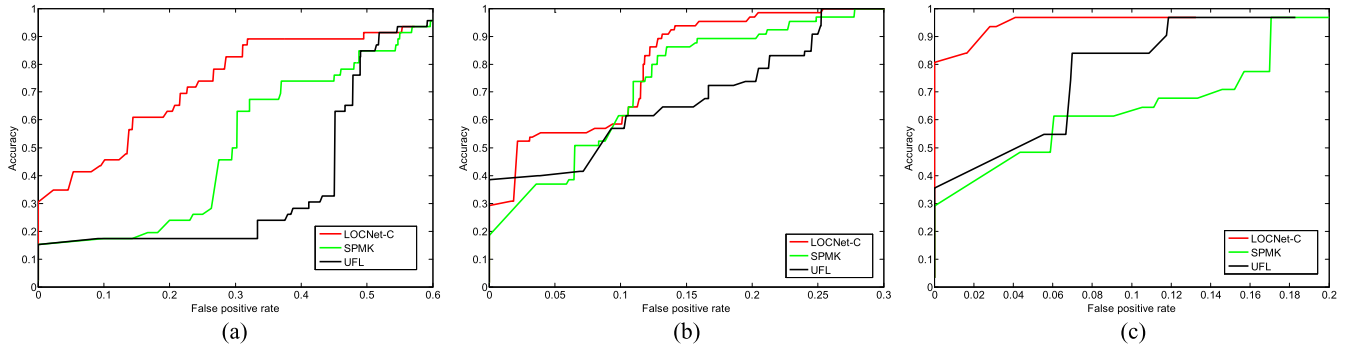 Accuracy
1
0.9
0.8
0.7
0.6
0.5
0.4
0.3
0.2
0.1
0
0 0.1 0.2 0.3 0.4 0.5 0.6
False positive rate
LOCNet-C
SPMK
UFL
(a)
Accuracy
1
0.9
0.8
0.7
0.6
0.5
0.4
0.3
0.2
0.1
0
0 0.05 0.1 0.15 0.2 0.25 0.3
False positive rate
LOCNet-C
SPMK
UFL
(b)
Accuracy
1
0.9
0.8
0.7
0.6
0.5
0.4
0.3
0.2
0.1
0
0 0.02 0.04 0.06 0.08 0.1 0.12 0.14 0.16 0.18 0.2
False positive rate
LOCNet-C
SPMK
UFL
(c)